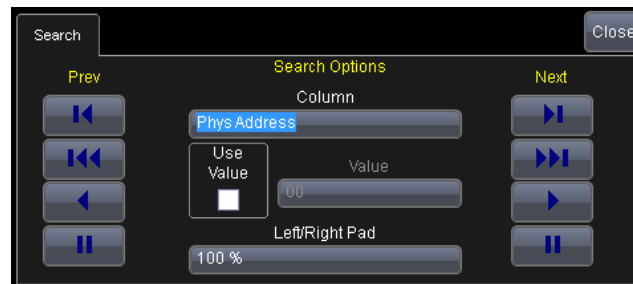 Search
Close
Prev
Search Options
Next
Column
Phys Address
Use
Value
Value
00
Left/Right Pad
100 %